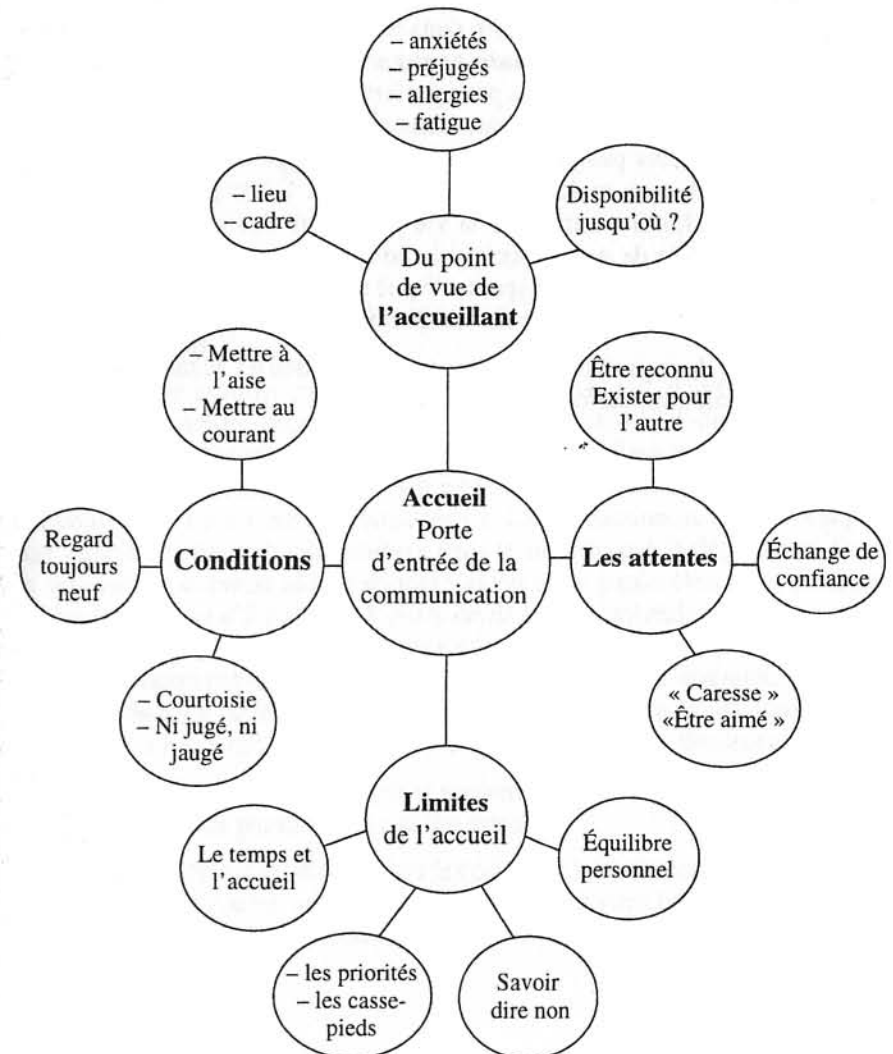 – anxiétés
– préjugés
– allergies
– fatigue
– lieu
– cadre
Disponibilité
jusqu'où ?
Du point
de vue de
l'accueillant
– Mettre à
l'aise
– Mettre au
courant
Être reconnu
Exister pour
l'autre
Regard
toujours
neuf
Conditions
Accueil
Porte
d'entrée de la
communication
Les attentes
Échange de
confiance
– Courtoisie
– Ni jugé, ni
jaugé
« Caresse »
«Être aimé »
Limites
de l'accueil
Le temps et
l'accueil
Équilibre
personnel
– les priorités
– les casse-
pieds
Savoir
dire non